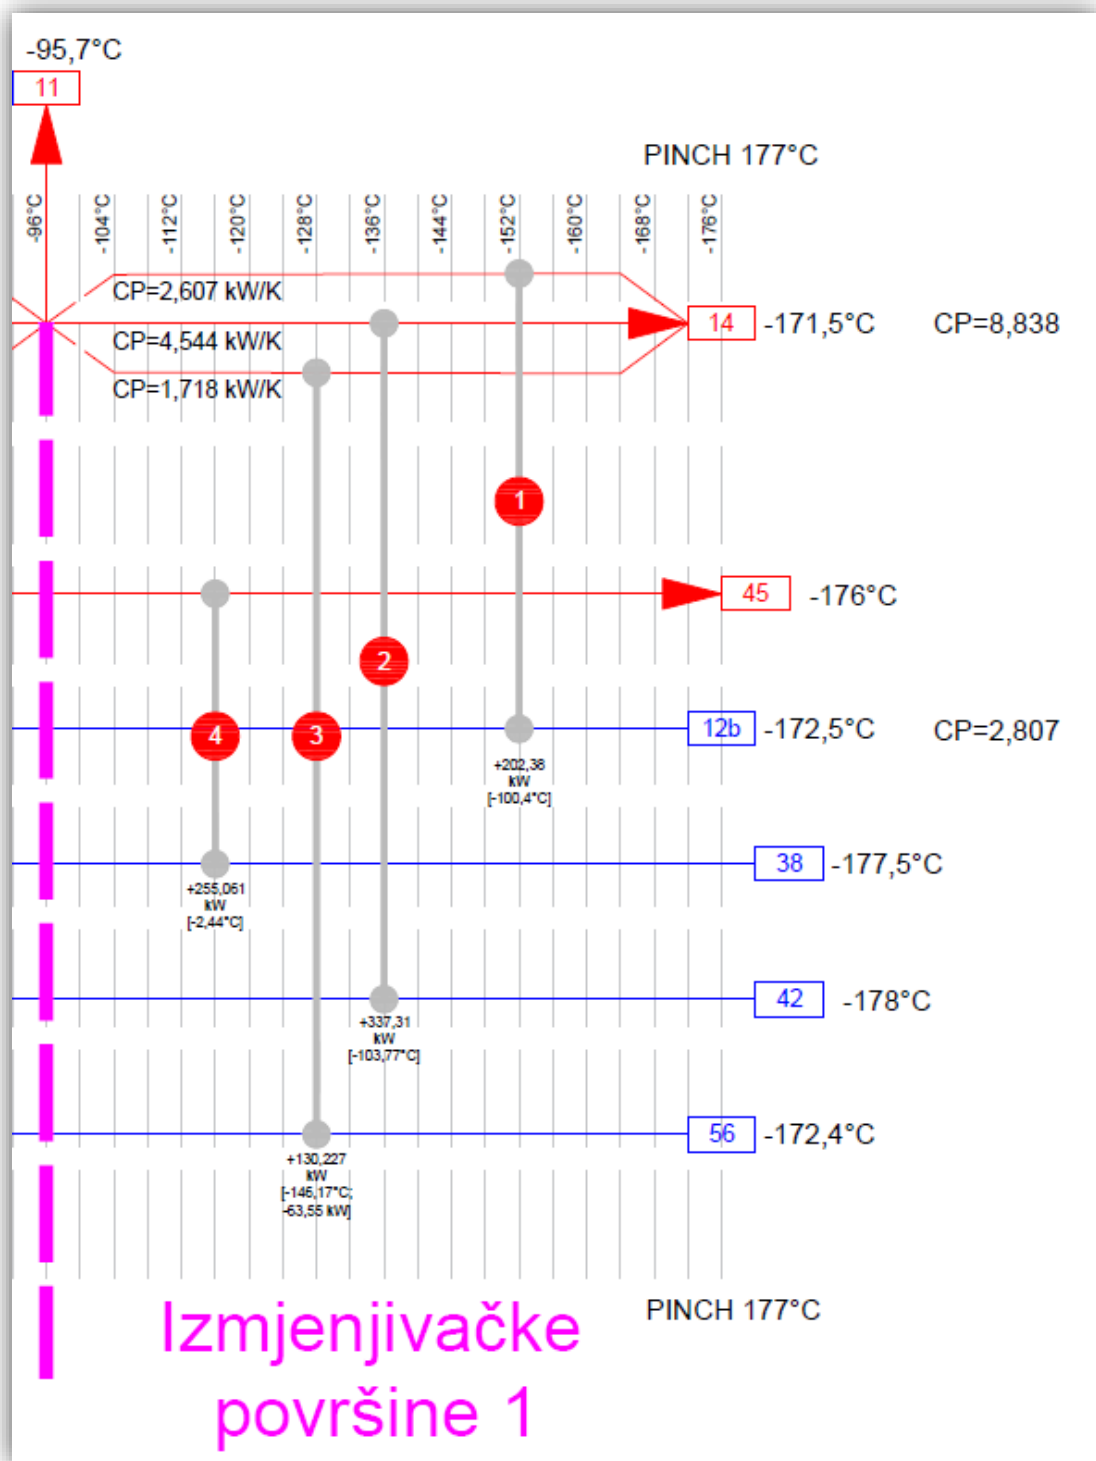 -95,7°C
11
PINCH 177°C
-96°C
-104°C
-112°C
-120°C
-128°C
-136°C
-144°C
-152°C
-160°C
-168°C
-176°C
CP=2,607 kW/K
CP=4,544 kW/K
14
-171,5°C
CP=8,838
CP=1,718 kW/K
1
45
-176°C
2
4
3
12b
-172,5°C
CP=2,807
+202,38
kW
[-100,4°C]
38
-177,5°C
+255,061
kW
[-2,44°C]
42
-178°C
+337,31
kW
[-103,77°C]
56
-172,4°C
+130,227
kW
[-146,17°C;
-63,55 kW]
PINCH 177°C
Izmjenjivačke
površine 1